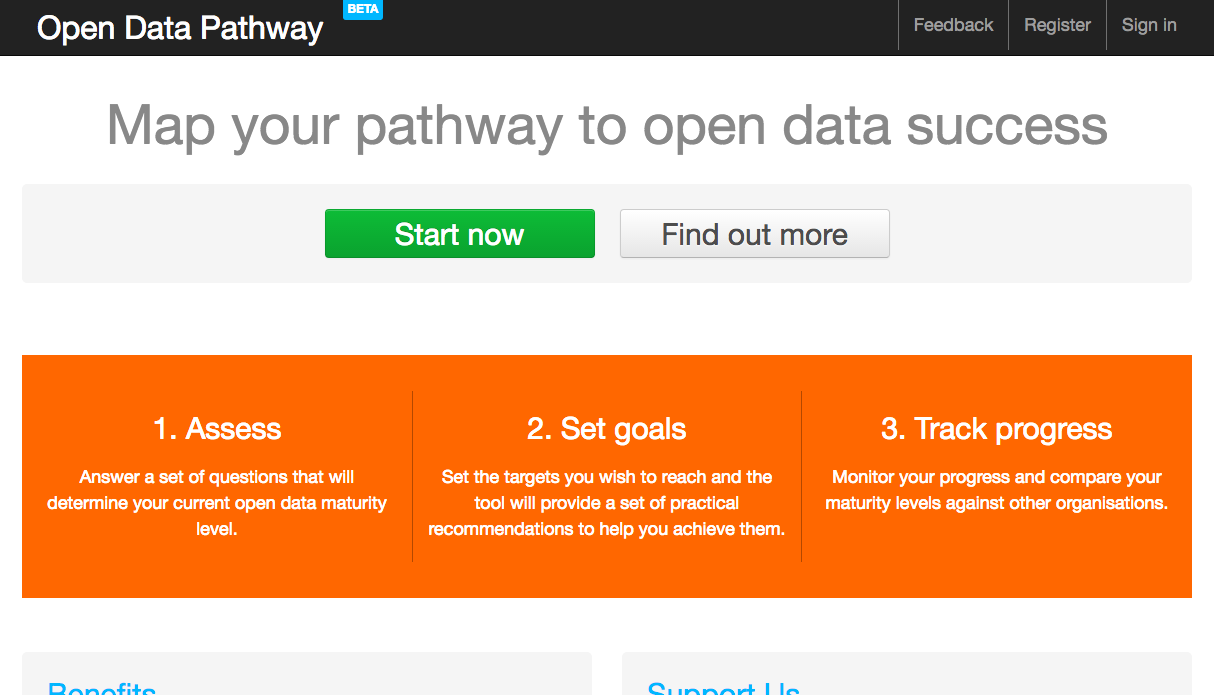 Open Data Pathway
BETA
Feedback
Register
Sign in
Map your pathway to open data success
Start now
Find out more
1. Assess
Answer a set of questions that will
determine your current open data maturity
level.
2. Set goals
Set the targets you wish to reach and the
tool will provide a set of practical
recommendations to help you achieve them.
3. Track progress
Monitor your progress and compare your
maturity levels against other organisations.
Benefits
Support Us